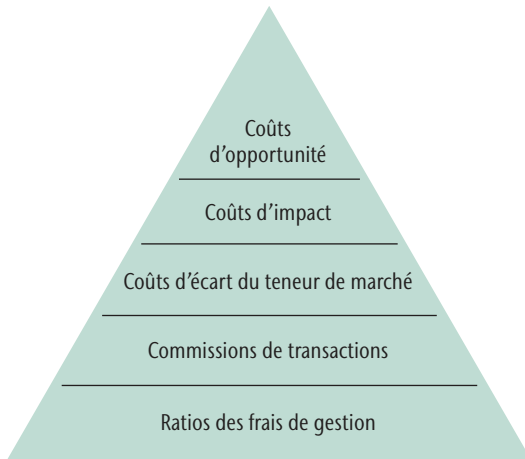 Coûts
d’opportunité
Coûts d’impact
Coûts d’écart du teneur de marché
Commissions de transactions
Ratios des frais de gestion